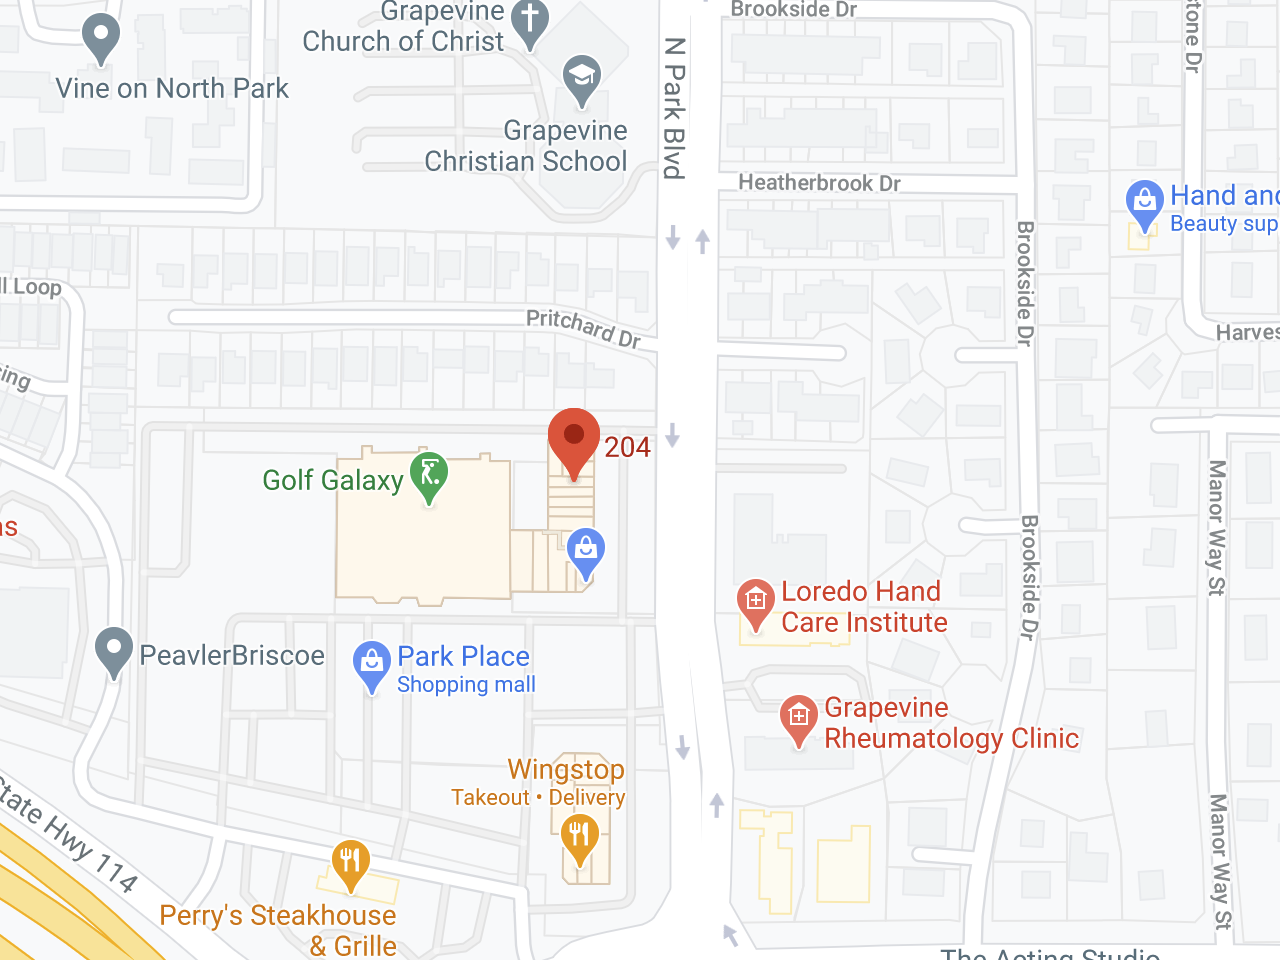 Grapevine
Church of Christ
Brookside Dr
Vine on North Park
N Park Blvd
Grapevine
Christian School
Heatherbrook Dr
Hand and
Beauty sup
Brookside Dr
ll Loop
Pritchard Dr
Harves
204
Golf Galaxy
Manor Way St
as
Brookside Dr
Loredo Hand
Care Institute
PeavlerBriscoe
Park Place
Shopping mall
Grapevine
Rheumatology Clinic
Wingstop
Takeout • Delivery
State Hwy 114
Manor Way St
Perry's Steakhouse
& Grille
The Acting Studio